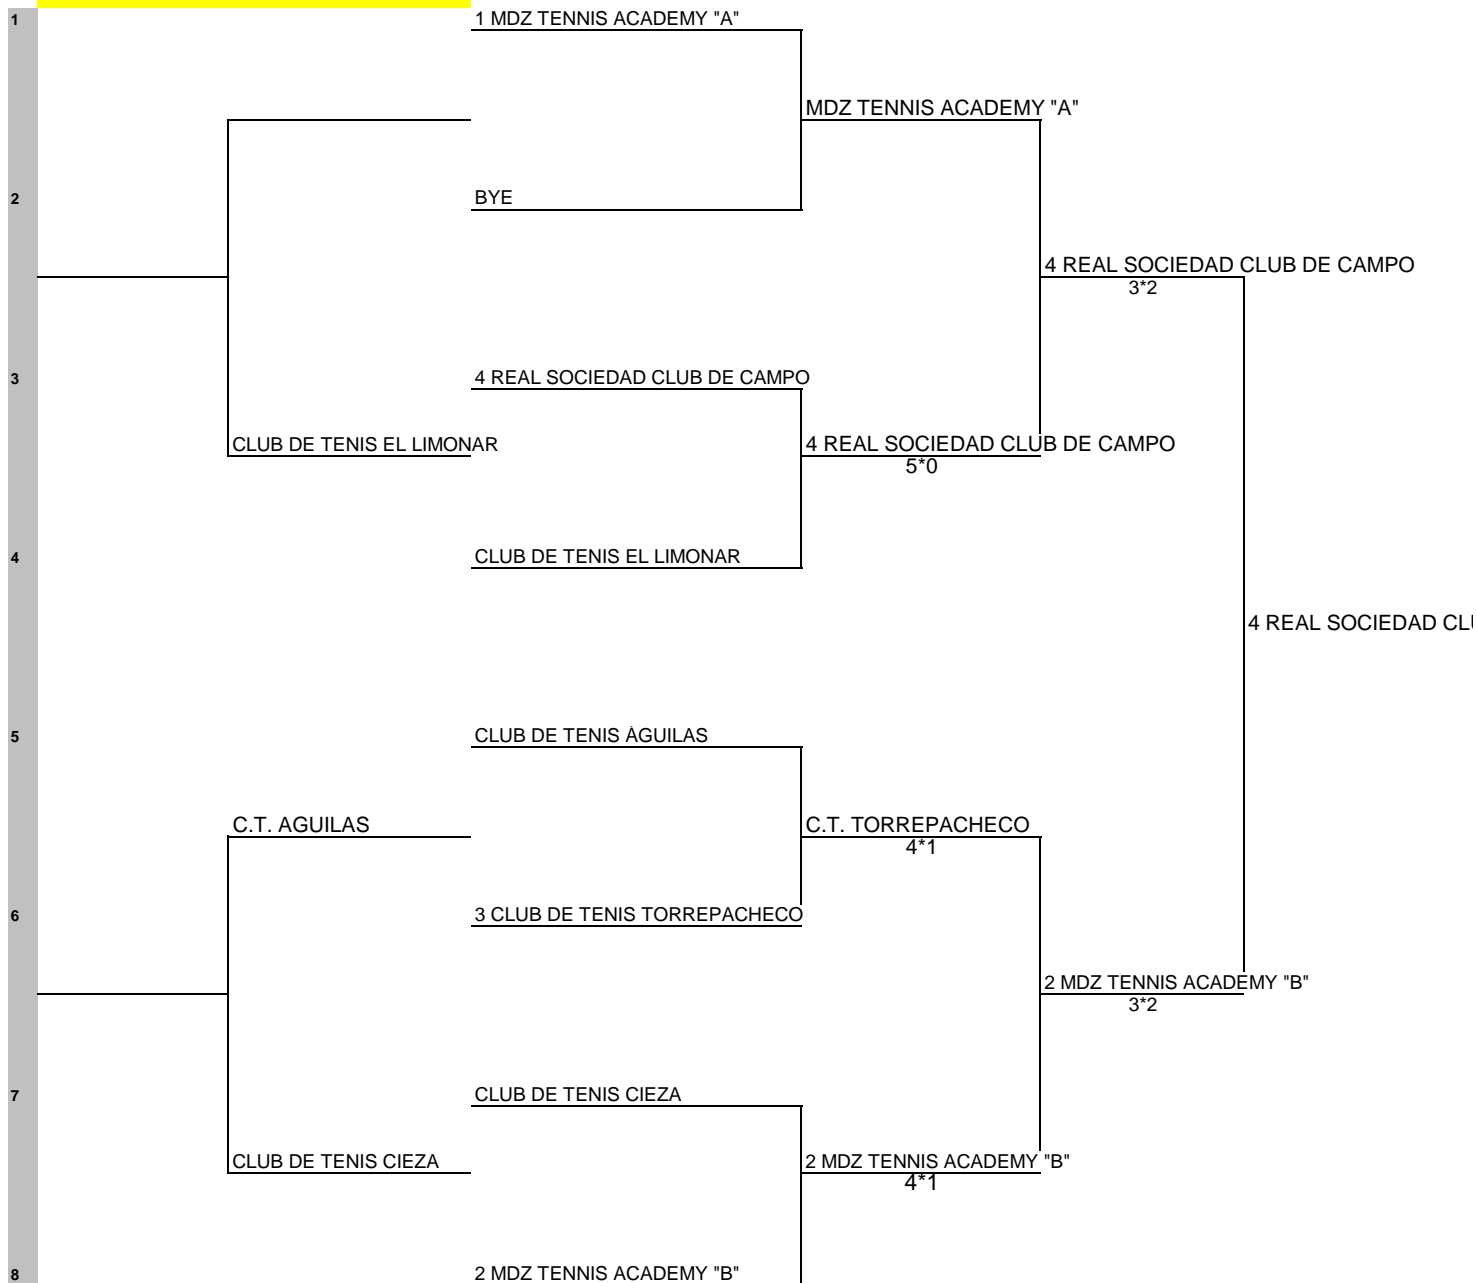 1 1 MDZ TENNIS ACADEMY "A"
MDZ TENNIS ACADEMY "A"
2 BYE
4 REAL SOCIEDAD CLUB DE CAMPO
3*2
3 4 REAL SOCIEDAD CLUB DE CAMPO
CLUB DE TENIS EL LIMONAR 4 REAL SOCIEDAD CLUB DE CAMPO
5*0
4 CLUB DE TENIS EL LIMONAR
4 REAL SOCIEDAD
5 CLUB DE TENIS ÁGUILAS
C.T. AGUILAS C.T. TORREPACHECO
4*1
6 3 CLUB DE TENIS TORREPACHECO
2 MDZ TENNIS ACADEMY "B"
3*2
7 CLUB DE TENIS CIEZA
CLUB DE TENIS CIEZA 2 MDZ TENNIS ACADEMY "B"
4*1
8 2 MDZ TENNIS ACADEMY "B"